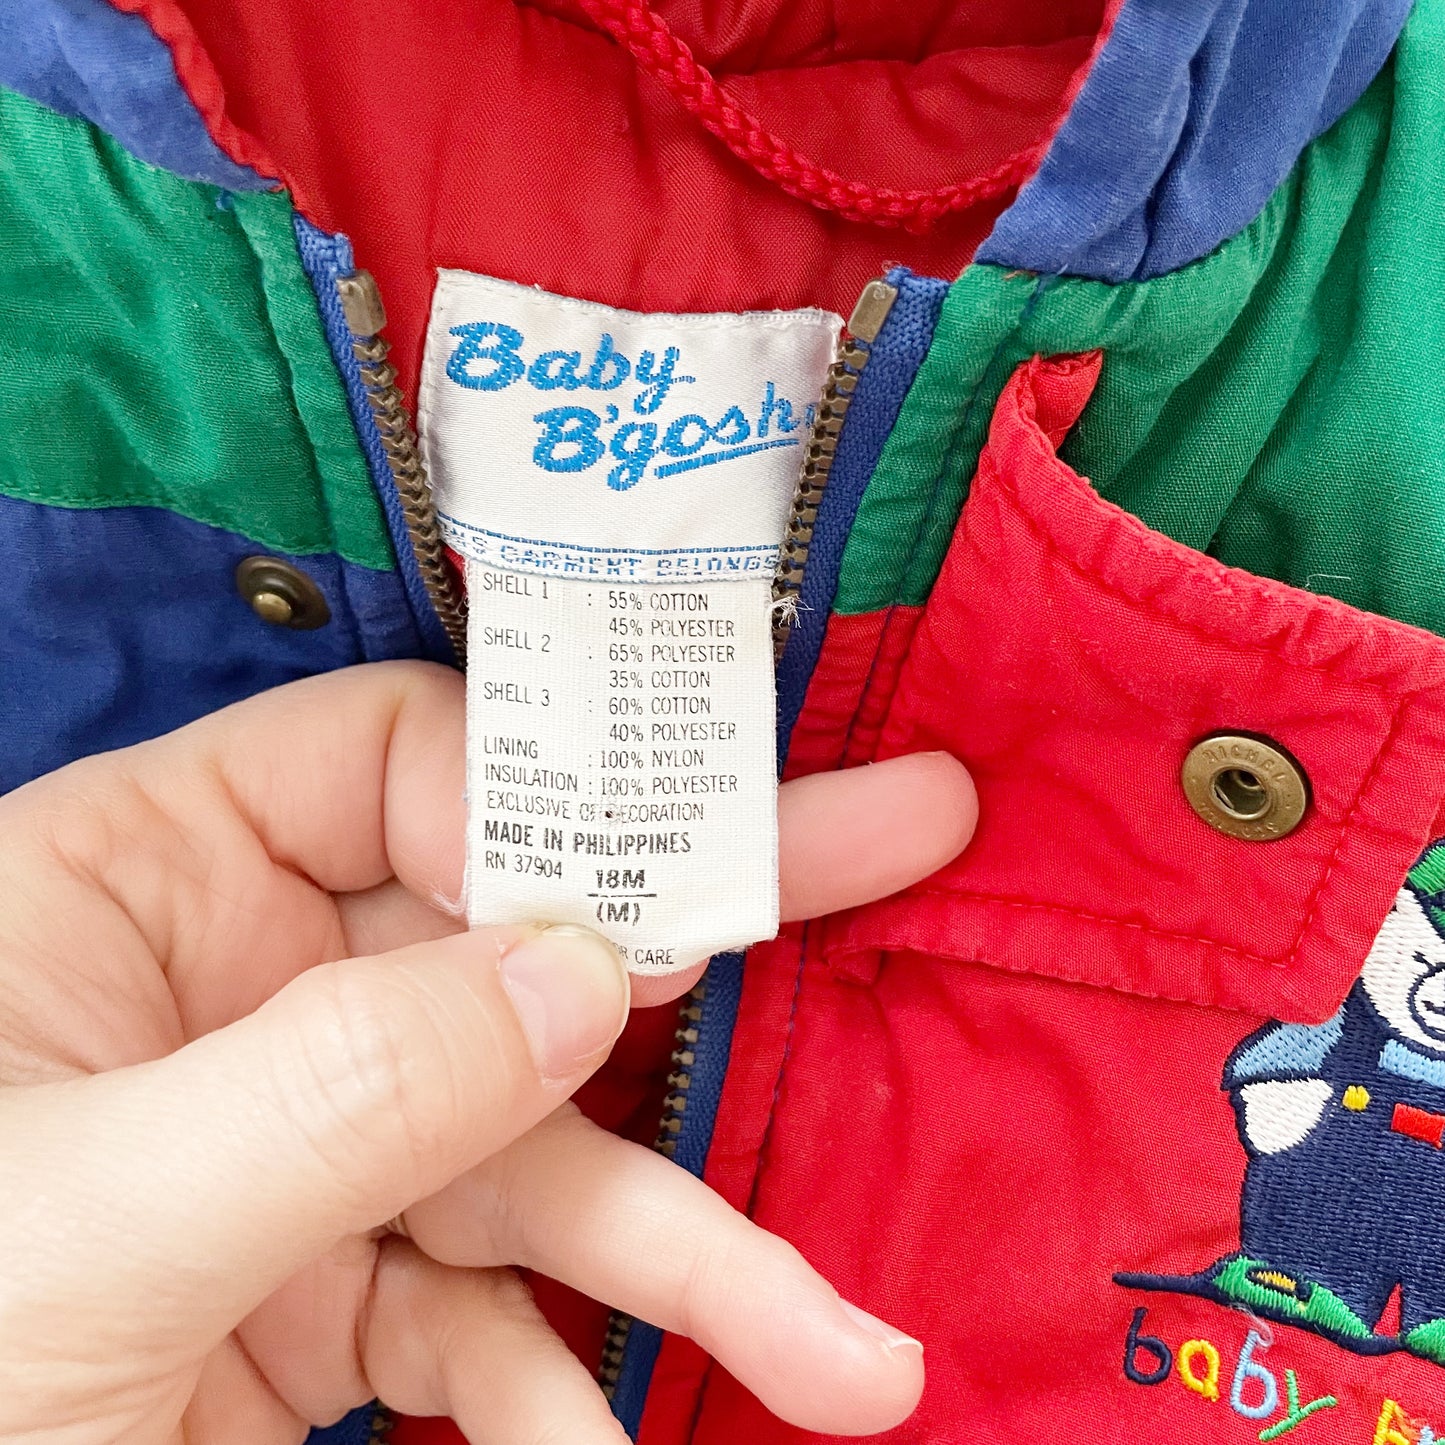 Baby
B'gosh
GARMENT BELONGS
SHELL 1 : 55% COTTON
45% POLYESTER
SHELL 2 : 65% POLYESTER
35% COTTON
SHELL 3 : 60% COTTON
40% POLYESTER
LINING : 100% NYLON
INSULATION : 100% POLYESTER
EXCLUSIVE OF DECORATION
MADE IN PHILIPPINES
RN 37904
18M
(M)
CARE
baby